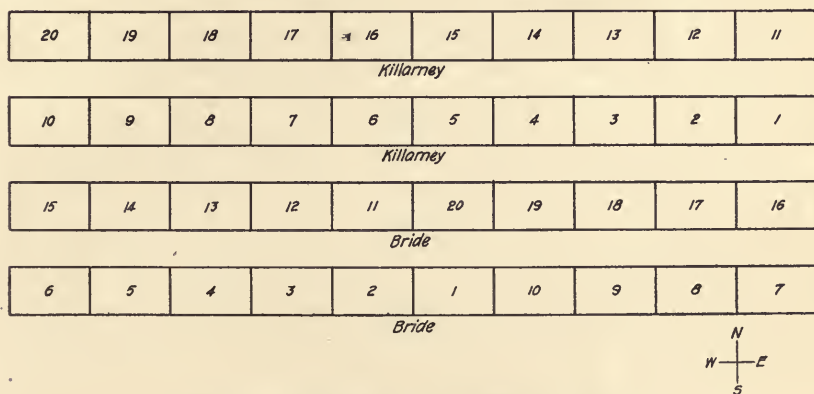 20 19 18 17 16 15 14 13 12 11
Killarney
10 9 8 7 6 5 4 3 2 1
Killarney
15 14 13 12 11 20 19 18 17 16
Bride
6 5 4 3 2 1 10 9 8 7
Bride
N
W E
S